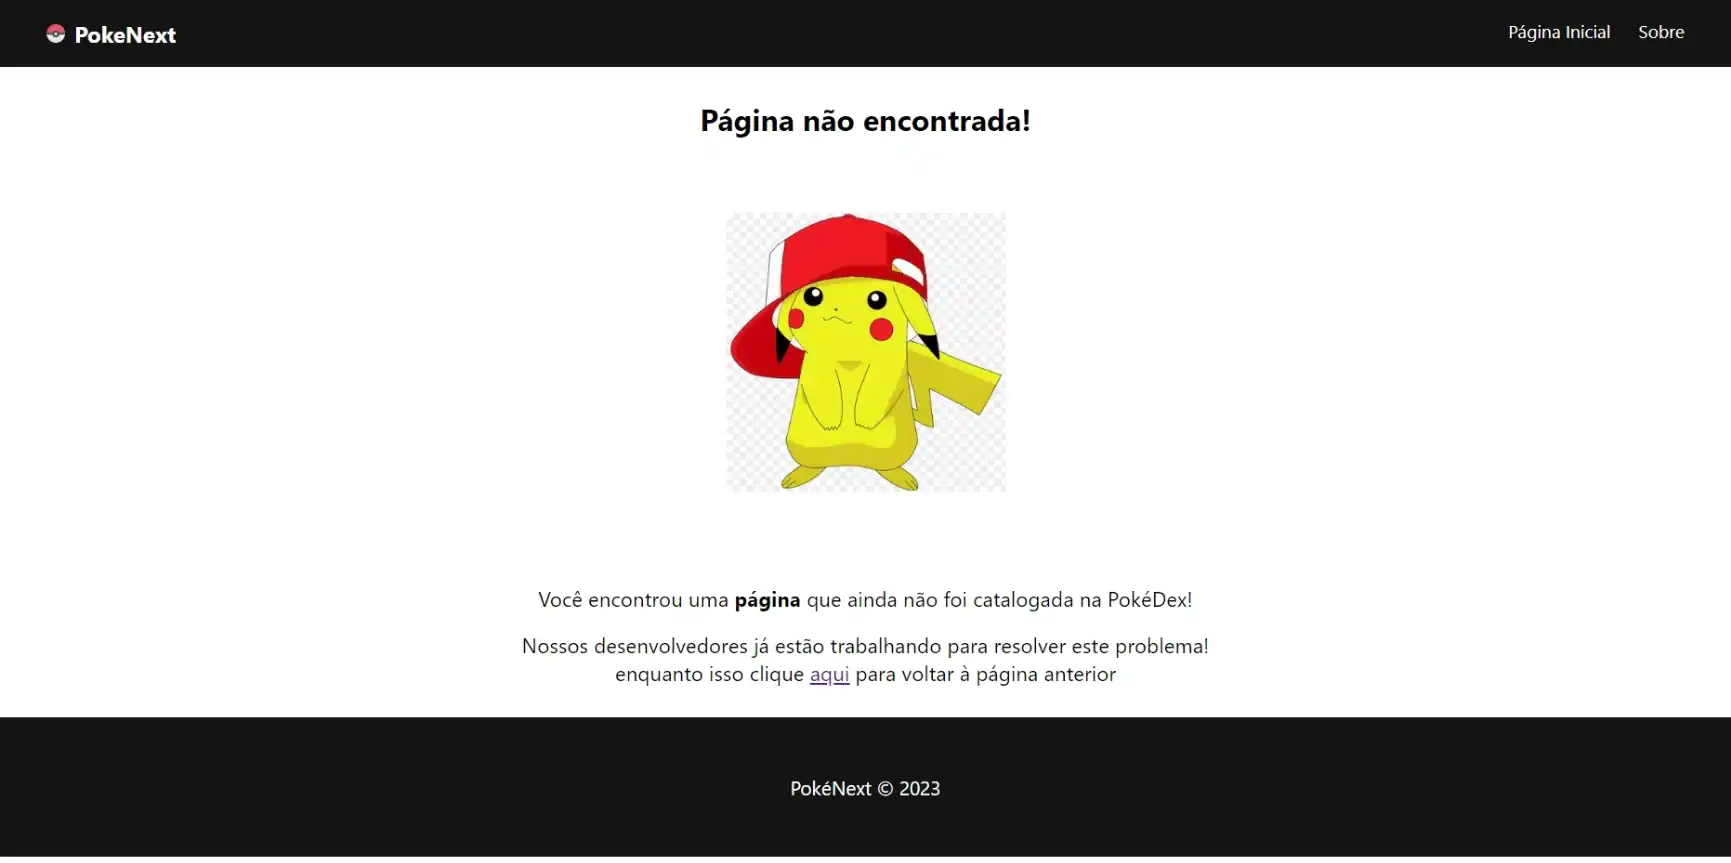 PokeNext
Página Inicial
Sobre
Página não encontrada!
Você encontrou uma página que ainda não foi catalogada na PokéDex!
Nossos desenvolvedores já estão trabalhando para resolver este problema!
enquanto isso clique aqui para voltar à página anterior
PokéNext © 2023